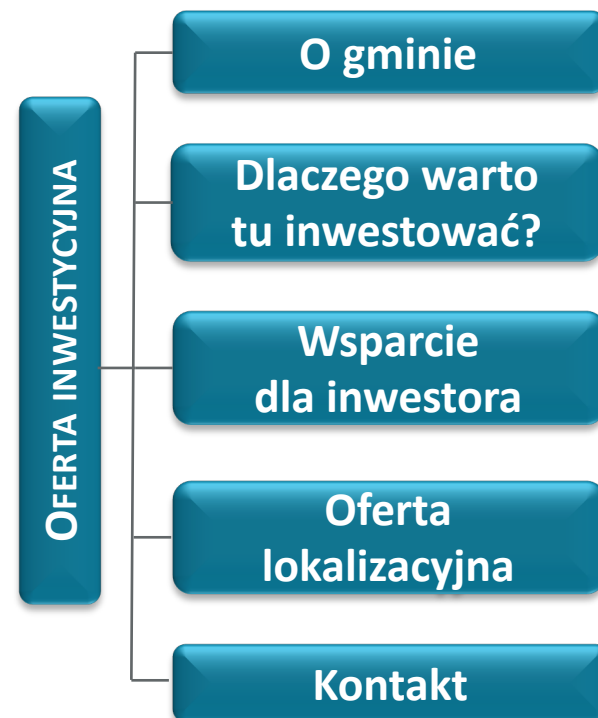 OFERTA INWESTYCYJNA
O gminie
Dlaczego warto
tu inwestować?
Wsparcie
dla inwestora
Oferta
lokalizacyjna
Kontakt